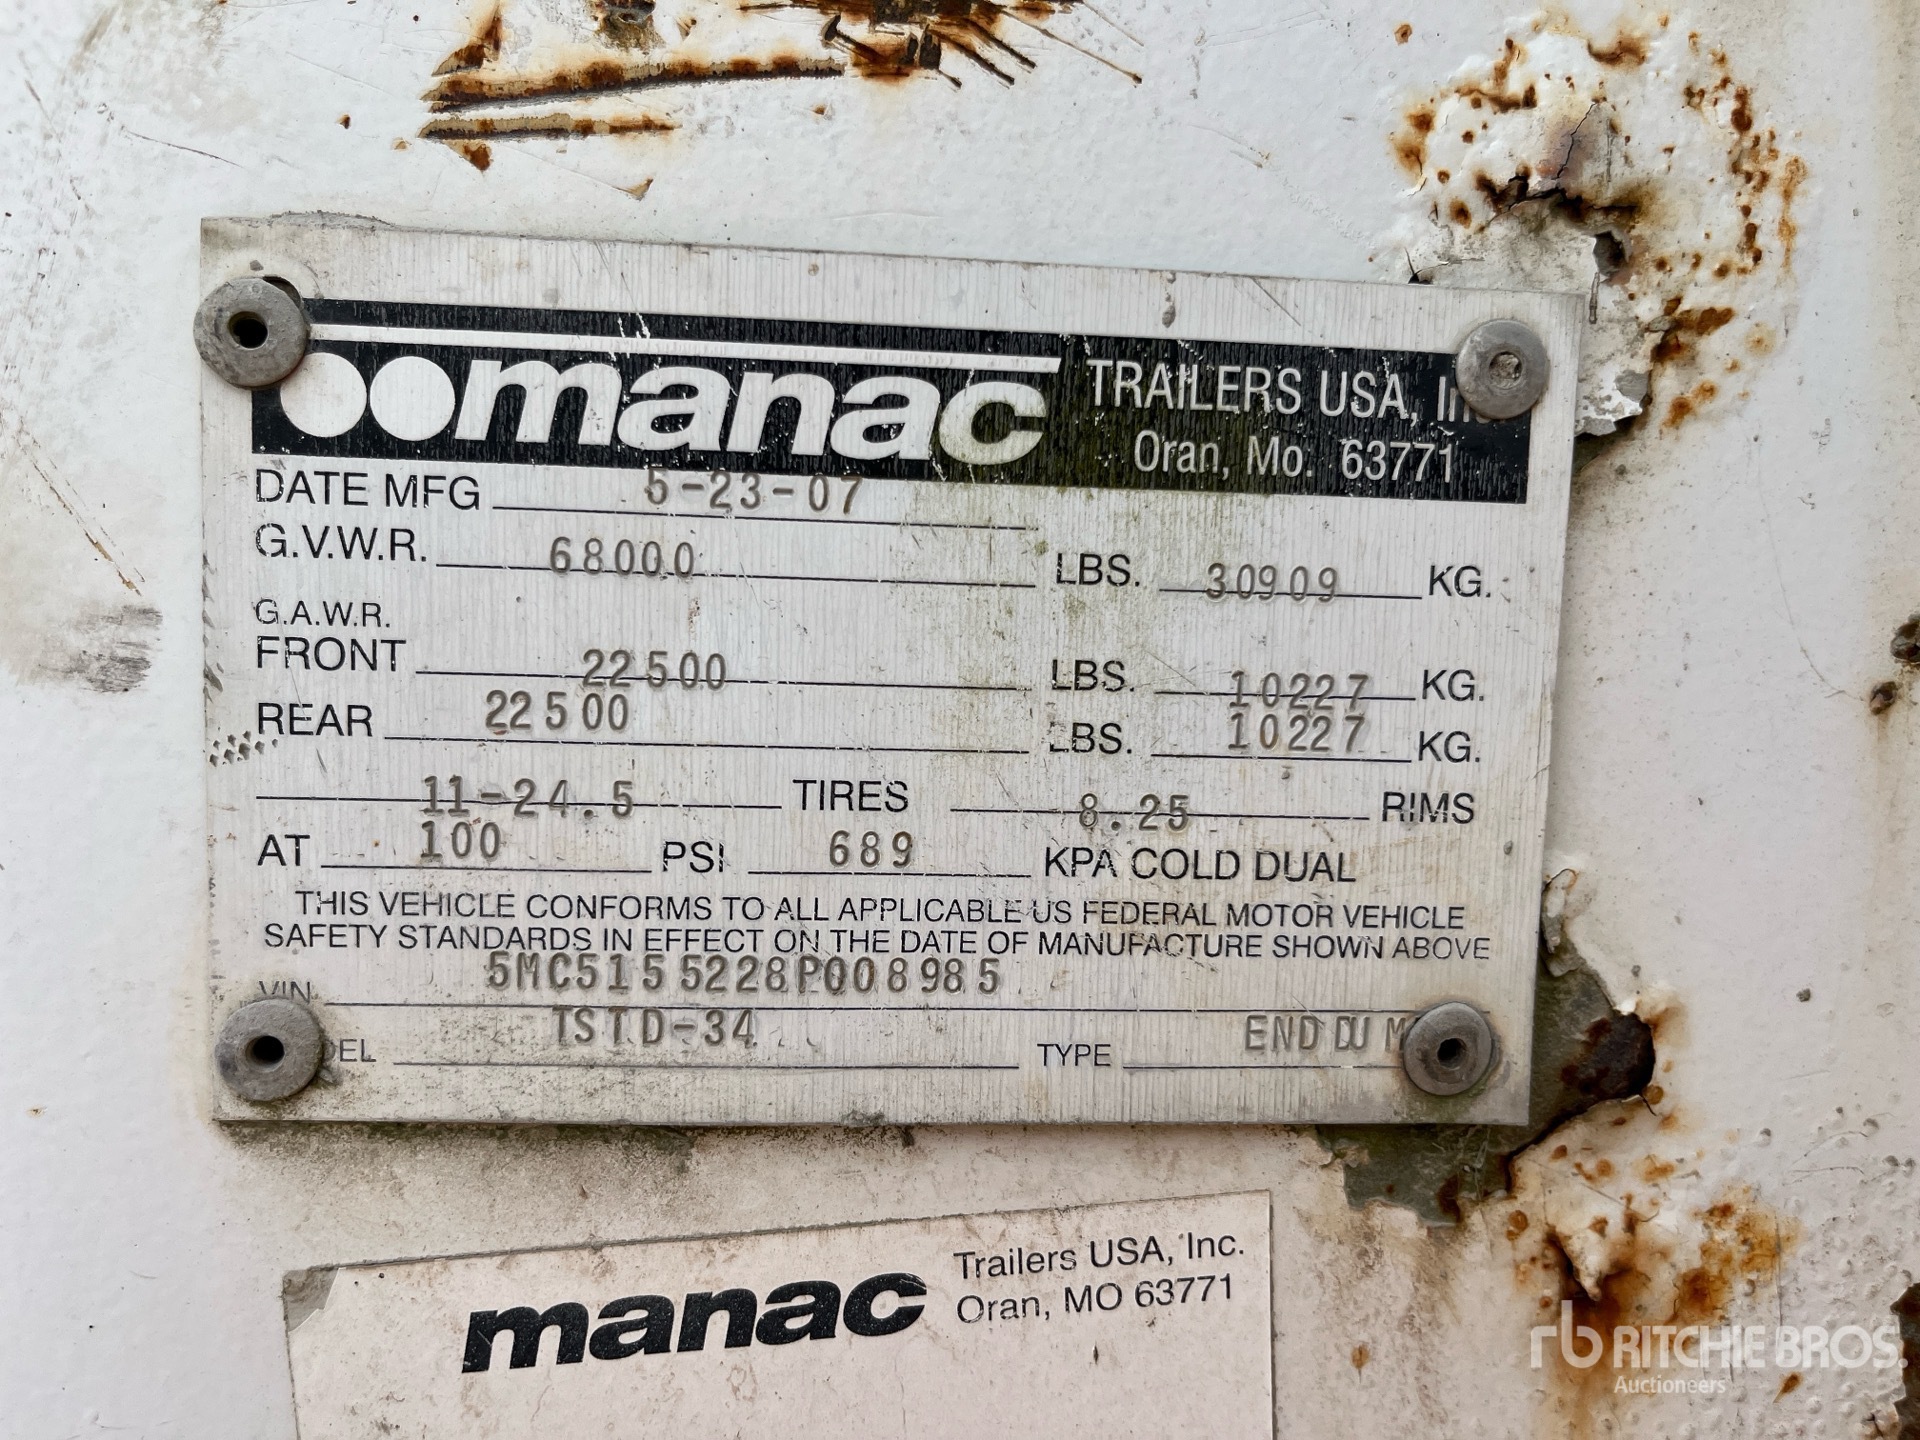 manac TRAILERS USA,
Oran, Mo. 63771
DATE MFG 5-23-07
G.V.W.R. 68000 LBS. 30909 KG.
G.A.W.R.
FRONT 22500 LBS. 10227 KG.
REAR 22500 LBS. 10227 KG.
11-24.5 TIRES 8.25 RIMS
AT 100 PSI 689 KPA COLD DUAL
THIS VEHICLE CONFORMS TO ALL APPLICABLE US FEDERAL MOTOR VEHICLE
SAFETY STANDARDS IN EFFECT ON THE DATE OF MANUFACTURE SHOWN ABOVE
VIN 5MC5155228P008985
TSTD-34 TYPE END
manac Trailers USA, Inc.
Oran, MO 63771
rb RITCHIE BROS.
Auctioneers